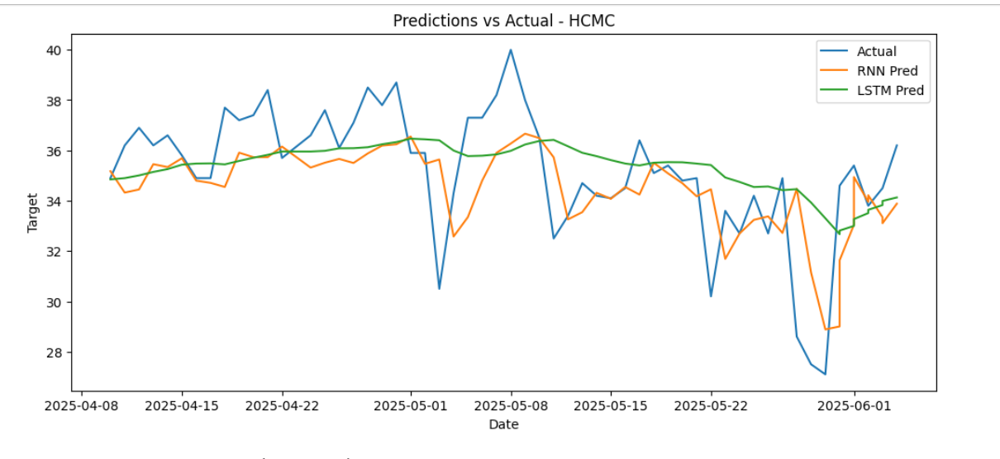 Predictions vs Actual - HCMC
Actual
RNN Pred
LSTM Pred
Target
40
38
36
34
32
30
28
2025-04-08 2025-04-15 2025-04-22 2025-05-01 2025-05-08 2025-05-15 2025-05-22 2025-06-01
Date